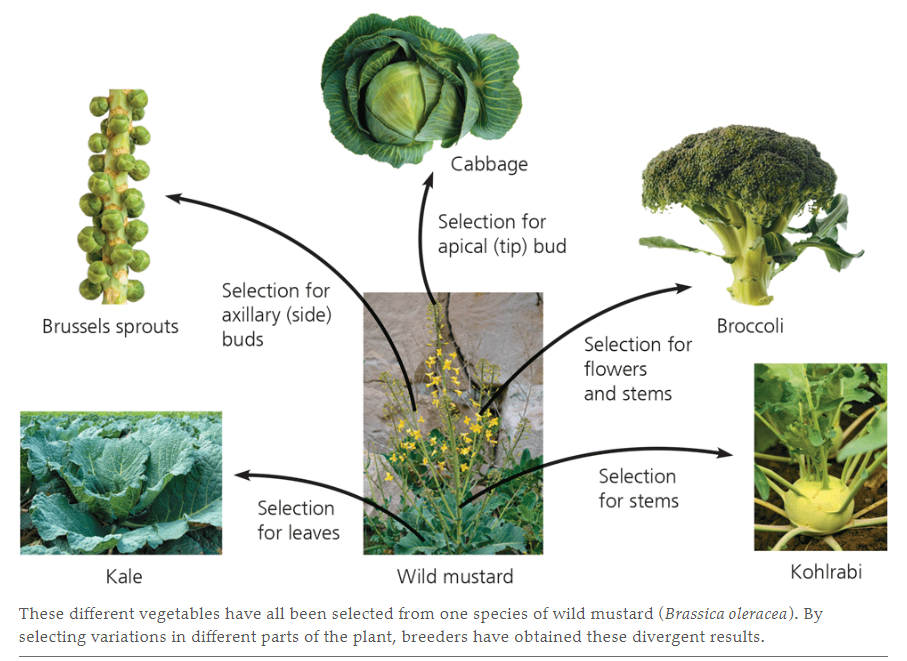 Cabbage
Selection for
apical (tip) bud
Brussels sprouts
Selection for
axillary (side)
buds
Broccoli
Selection for
flowers
and stems
Kale
Selection
for leaves
Wild mustard
Selection
for stems
Kohlrabi
These different vegetables have all been selected from one species of wild mustard (Brassica oleracea). By
selecting variations in different parts of the plant, breeders have obtained these divergent results.